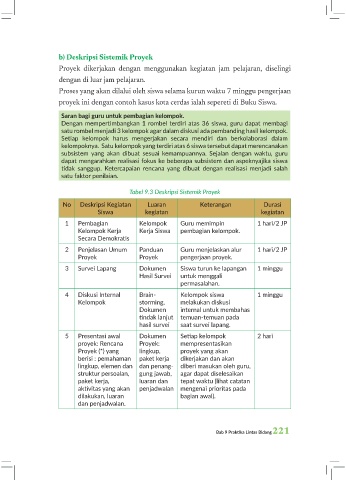 b) Deskripsi Sistemik Proyek
Proyek dikerjakan dengan menggunakan kegiatan jam pelajaran, diselingi
dengan di luar jam pelajaran.
Proses yang akan dilalui oleh siswa selama kurun waktu 7 minggu pengerjaan
proyek ini dengan contoh kasus kota cerdas ialah seperti di Buku Siswa.
Saran bagi guru untuk pembagian kelompok.
Dengan mempertimbangkan 1 rombel terdiri atas 36 siswa, guru dapat membagi
satu rombel menjadi 3 kelompok agar dalam diskusi ada pembanding hasil kelompok.
Setiap kelompok harus mengerjakan secara mendiri dan berkolaborasi dalam
kelompoknya. Satu kelompok yang terdiri atas 6 siswa tersebut dapat merencanakan
subsistem yang akan dibuat sesuai kemampuannya. Sejalan dengan waktu, guru
dapat mengarahkan realisasi fokus ke beberapa subsistem dan aspeknyajika siswa
tidak sanggup. Ketercapaian rencana yang dibuat dengan realisasi menjadi salah
satu faktor penilaian.
Tabel 9.3 Deskripsi Sistemik Proyek
No Deskripsi Kegiatan Luaran Keterangan Durasi
Siswa kegiatan kegiatan
1 Pembagian Kelompok Guru memimpin 1 hari/2 JP
Kelompok Kerja Kerja Siswa pembagian kelompok.
Secara Demokratis
2 Penjelasan Umum Panduan Guru menjelaskan alur 1 hari/2 JP
Proyek Proyek pengerjaan proyek.
3 Survei Lapang Dokumen Siswa turun ke lapangan 1 minggu
Hasil Survei untuk menggali
permasalahan.
4 Diskusi Internal Brain- Kelompok siswa 1 minggu
Kelompok storming, melakukan diskusi
Dokumen internal untuk membahas
tindak lanjut temuan-temuan pada
hasil survei saat survei lapang.
5 Presentasi awal Dokumen Setiap kelompok 2 hari
proyek: Rencana Proyek: mempresentasikan
Proyek (*) yang lingkup, proyek yang akan
berisi : pemahaman paket kerja dikerjakan dan akan
lingkup, elemen dan dan penang- diberi masukan oleh guru,
struktur persoalan, gung jawab, agar dapat diselesaikan
paket kerja, luaran dan tepat waktu (lihat catatan
aktivitas yang akan penjadwalan mengenai prioritas pada
dilakukan, luaran bagian awal).
dan penjadwalan.
Bab 9 Praktika Lintas Bidang 221